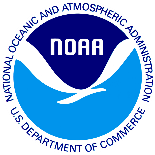 NATIONAL OCEANIC AND ATMOSPHERIC ADMINISTRATION
NOAA
U.S. DEPARTMENT OF COMMERCE